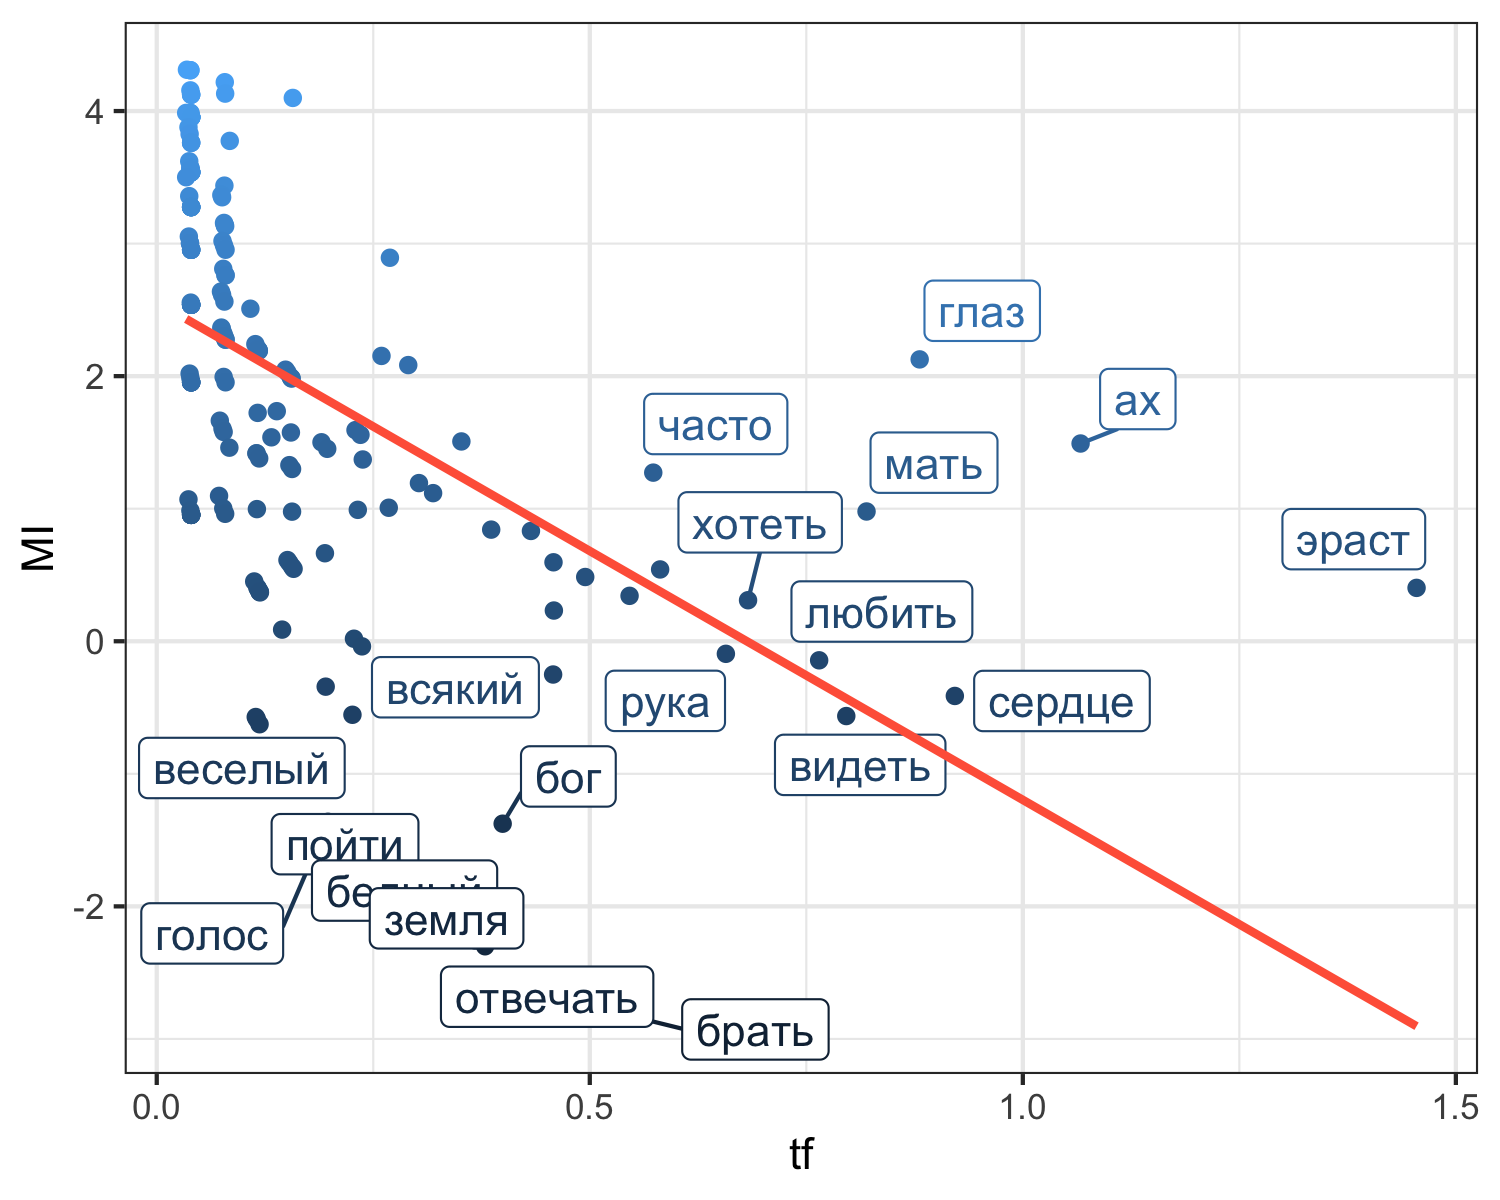 4
2
0
-2
MI
глаз
ах
часто
мать
хотеть
эраст
любить
всякий
рука
сердце
веселый
видеть
бог
пойти
земля
голос
отвечать
брать
0.0
0.5
1.0
1.5
tf